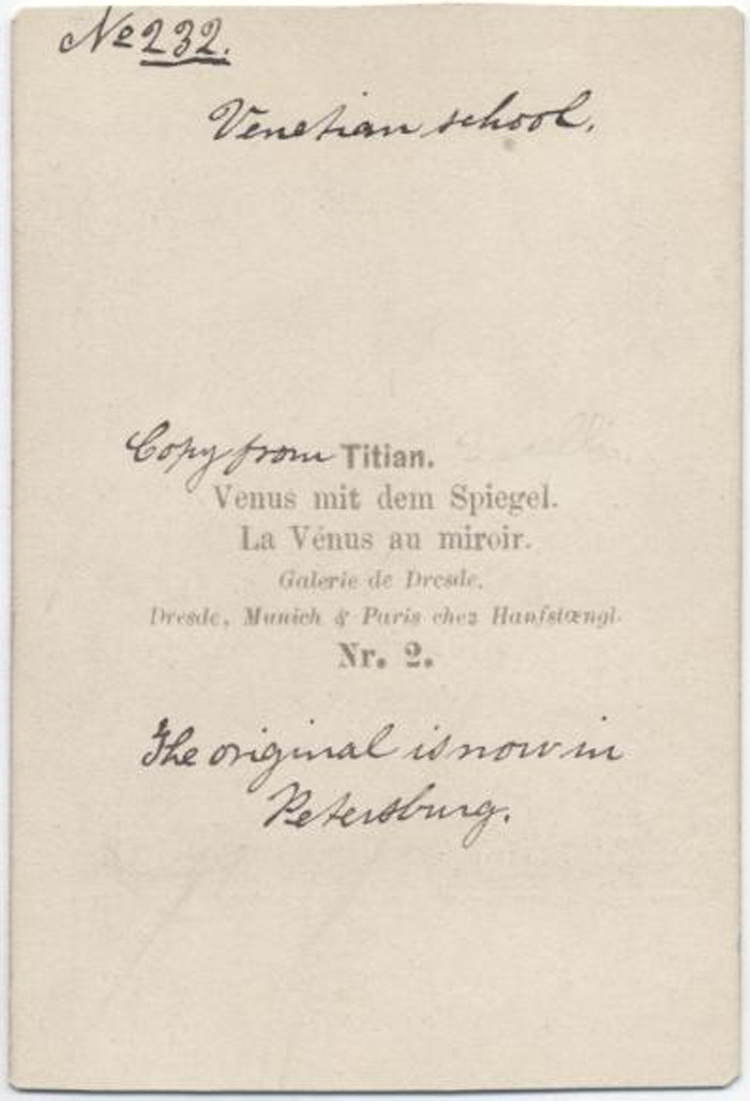 No 232.
Venetian school.
Copy from Titian.
Venus mit dem Spiegel.
La Vénus au miroir.
Galerie de Dresde.
Dresde, Munich & Paris chez Hanfstœngl.
Nr. 2.
The original is now in
Petersburg.